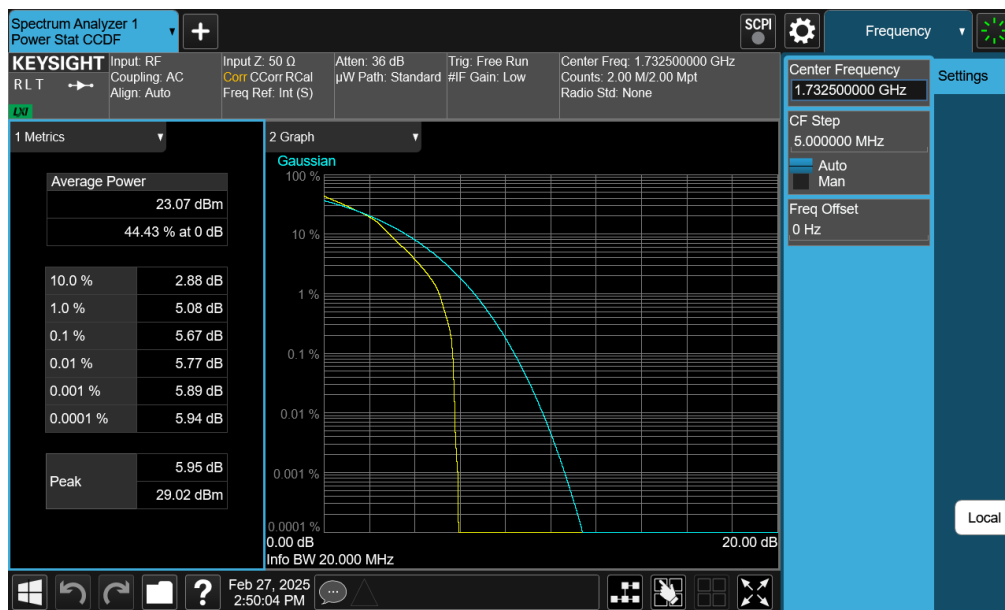 Spectrum Analyzer 1
Power Stat CCDF
SCPI
Frequency
KEYSIGHT
RLT
LXI
Input: RF
Coupling: AC
Align: Auto
Input Z: 50 Ω
Corr CCorr RCal
Freq Ref: Int (S)
Atten: 36 dB
µW Path: Standard
Trig: Free Run
#IF Gain: Low
Center Freq: 1.732500000 GHz
Counts: 2.00 M/2.00 Mpt
Radio Std: None
Center Frequency
1.732500000 GHz
Settings
CF Step
5.000000 MHz
Auto
Man
Freq Offset
0 Hz
Local
1 Metrics
Average Power
23.07 dBm
44.43 % at 0 dB
10.0 % 2.88 dB
1.0 % 5.08 dB
0.1 % 5.67 dB
0.01 % 5.77 dB
0.001 % 5.89 dB
0.0001 % 5.94 dB
Peak 5.95 dB
29.02 dBm
2 Graph
Gaussian
100 %
10 %
1 %
0.1 %
0.01 %
0.001 %
0.0001 %
0.00 dB 20.00 dB
Info BW 20.000 MHz
?
Feb 27, 2025
2:50:04 PM